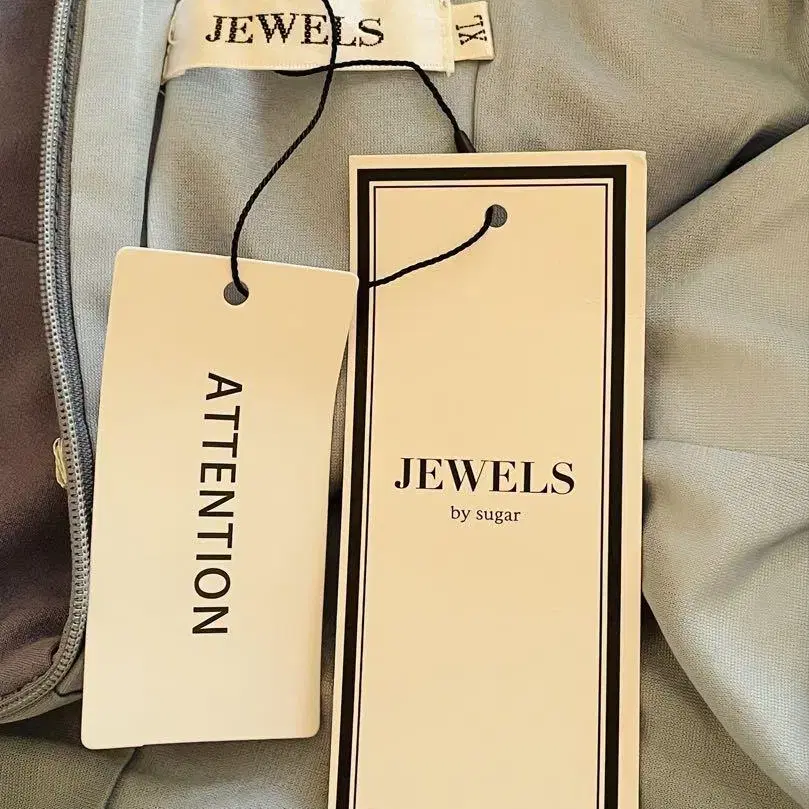 JEWELS
XL
ATTENTION
JEWELS
by sugar